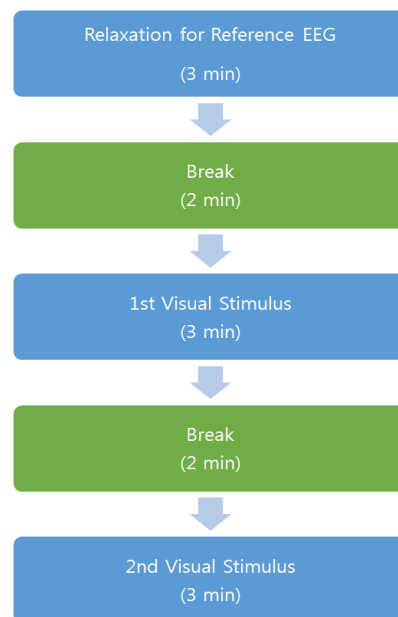 Relaxation for Reference EEG
(3 min)
Break
(2 min)
1st Visual Stimulus
(3 min)
Break
(2 min)
2nd Visual Stimulus
(3 min)